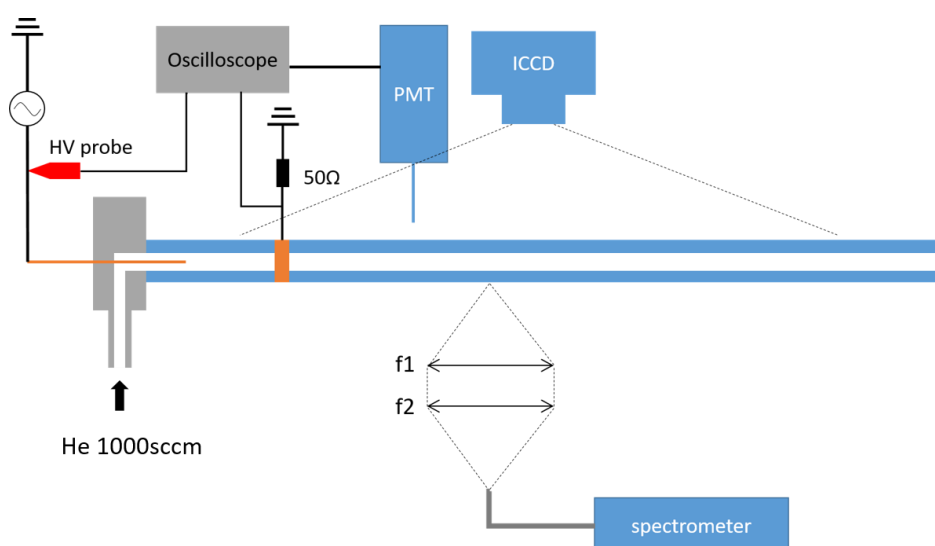 Oscilloscope
PMT
ICCD
HV probe
50Ω
f1
f2
He 1000sccm
spectrometer